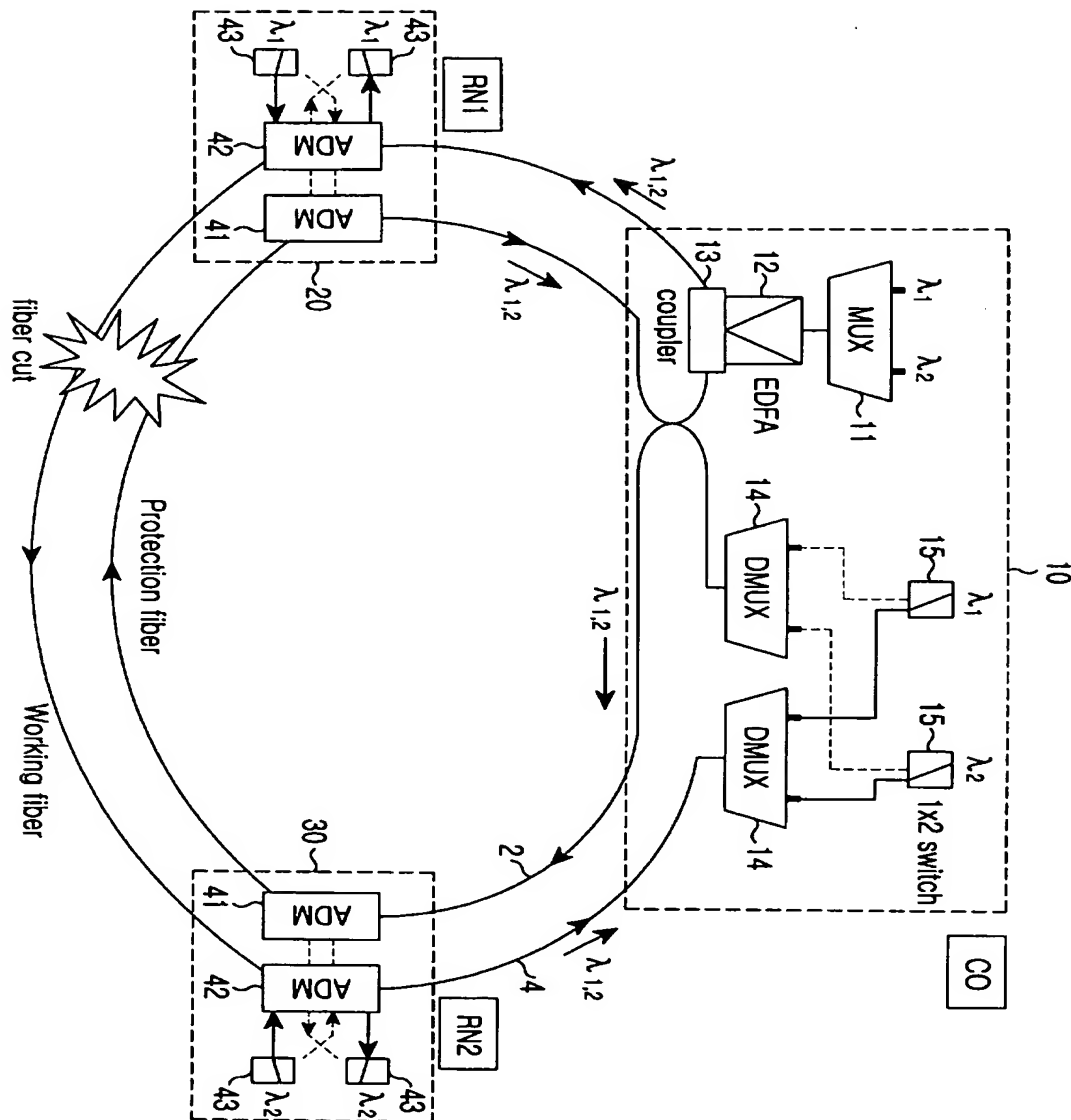 10
λ1
λ2
MUX
11
12
EDFA
13
coupler
λ1
15
λ2
15
1x2 switch
14
DMUX
DMUX
14
CO
λ1,2
λ1,2
λ1,2
λ1,2
2
4
RN1
43
λ1
λ1
43
42
ADM
41
ADM
20
fiber cut
Protection fiber
Working fiber
30
41
ADM
42
ADM
RN2
43
λ2
λ2
43